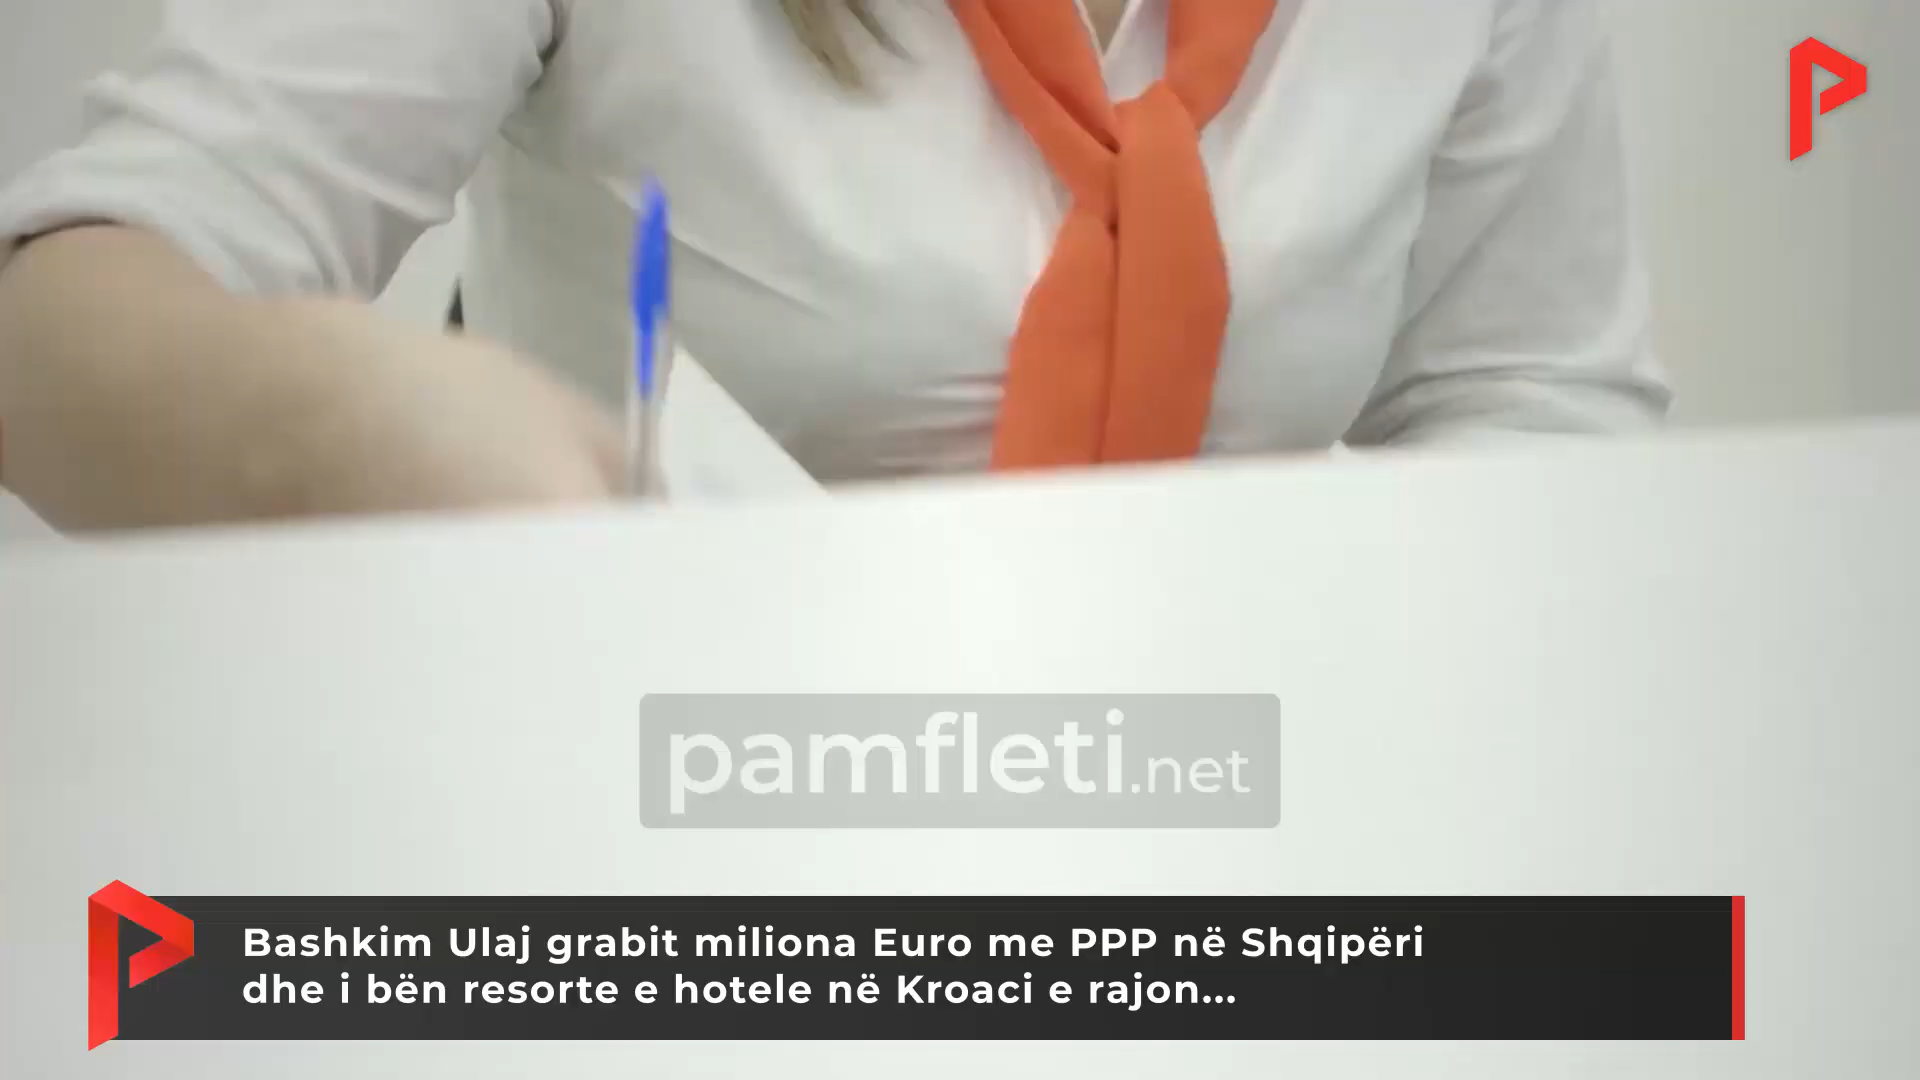 pamfleti.net
Bashkim Ulaj grabit miliona Euro me PPP në Shqipëri
dhe i bën resorte e hotele në Kroaci e rajon...